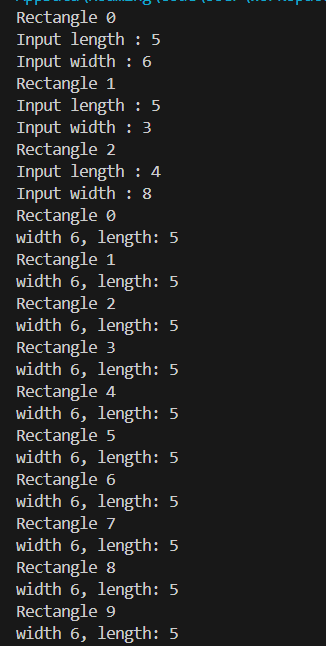 Rectangle 0
Input length : 5
Input width : 6
Rectangle 1
Input length : 5
Input width : 3
Rectangle 2
Input length : 4
Input width : 8
Rectangle 0
width 6, length: 5
Rectangle 1
width 6, length: 5
Rectangle 2
width 6, length: 5
Rectangle 3
width 6, length: 5
Rectangle 4
width 6, length: 5
Rectangle 5
width 6, length: 5
Rectangle 6
width 6, length: 5
Rectangle 7
width 6, length: 5
Rectangle 8
width 6, length: 5
Rectangle 9
width 6, length: 5